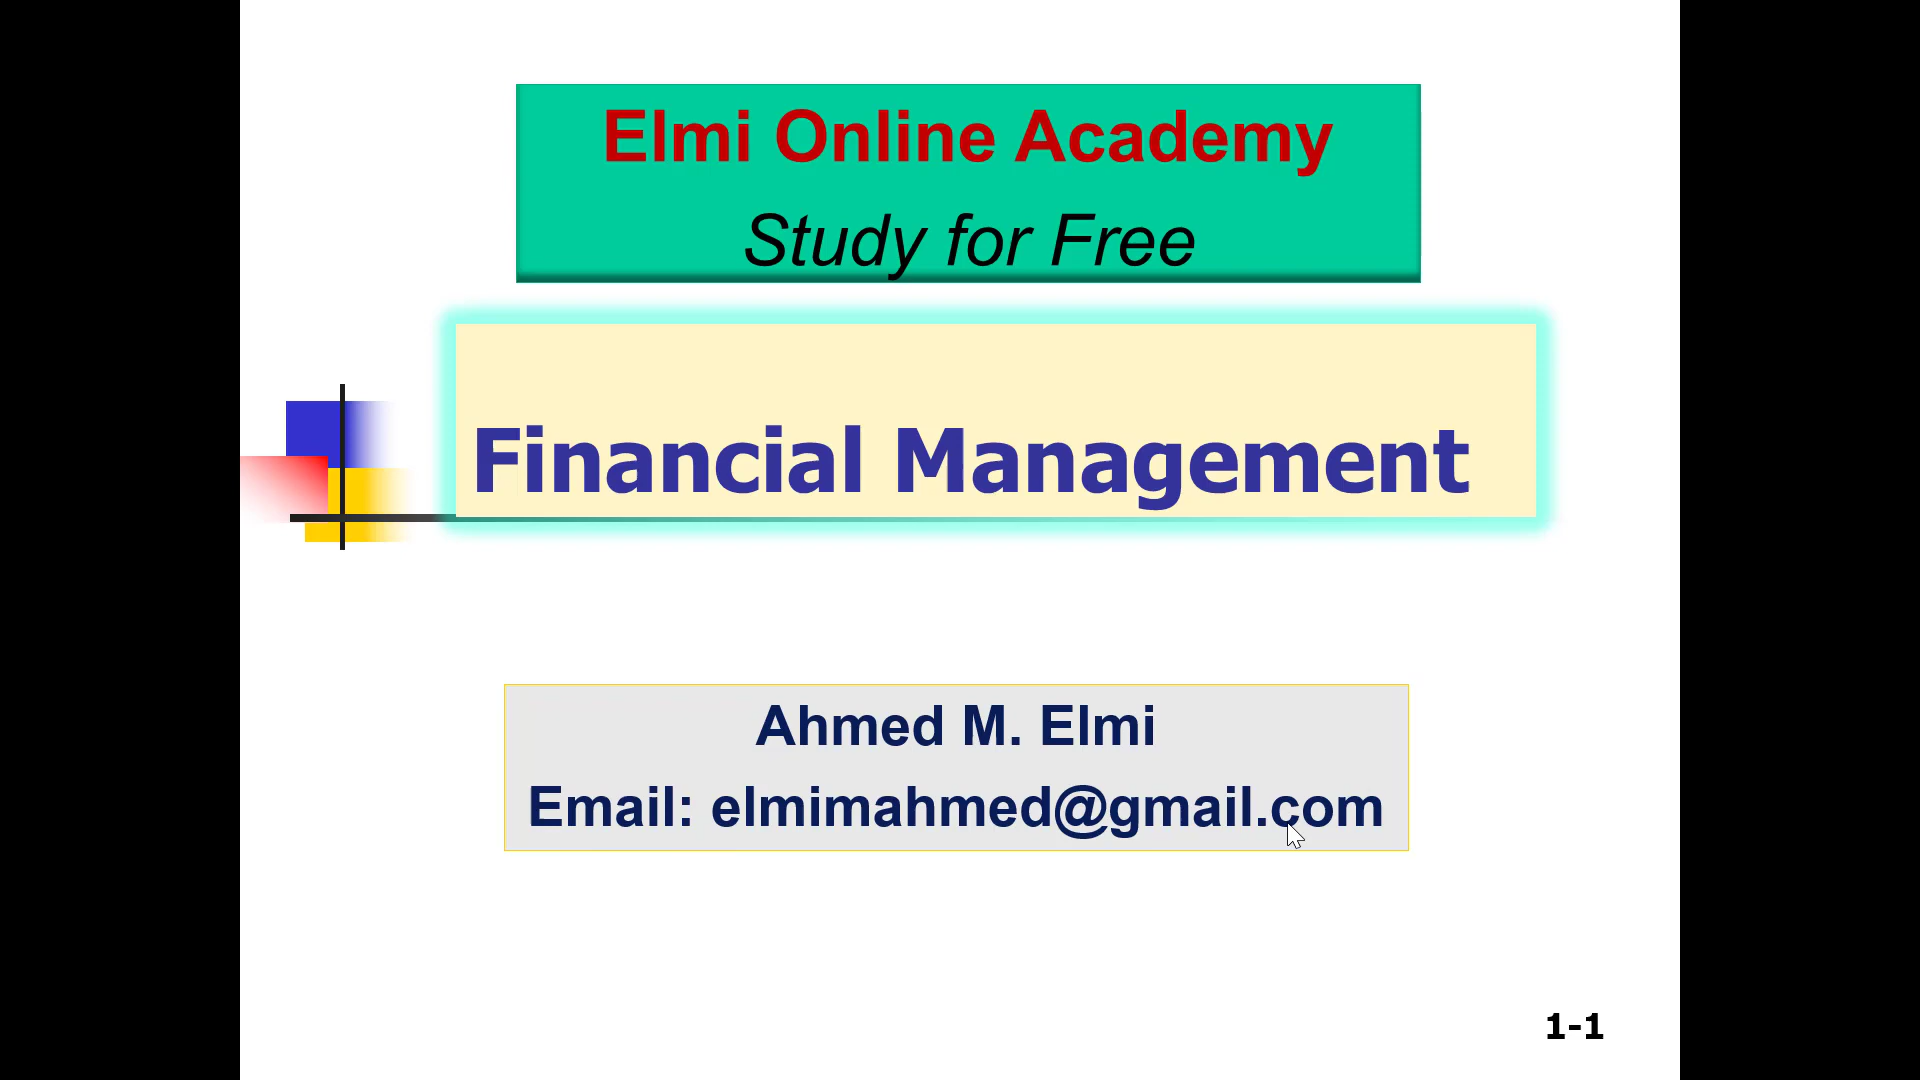 Elmi Online Academy
Study for Free
Financial Management
Ahmed M. Elmi
Email: elmimahmed@gmail.com
1-1